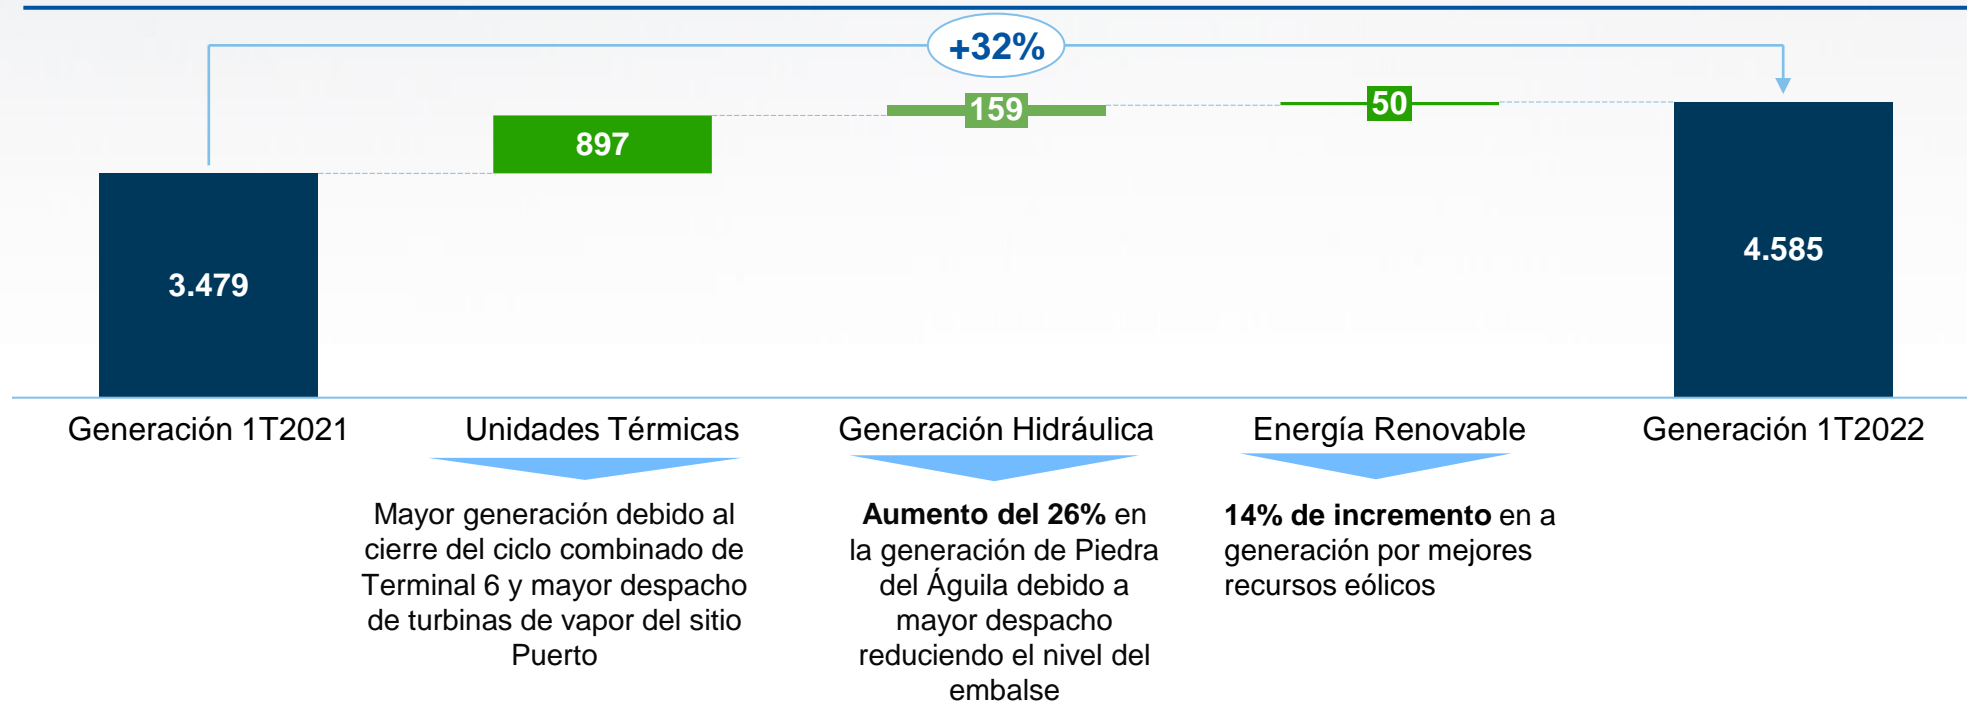 +32%
897
159
50
3.479
4.585
Generación 1T2021
Unidades Térmicas
Generación Hidráulica
Energía Renovable
Generación 1T2022
Mayor generación debido al
cierre del ciclo combinado de
Terminal 6 y mayor despacho
de turbinas de vapor del sitio
Puerto
Aumento del 26% en
la generación de Piedra
del Águila debido a
mayor despacho
reduciendo el nivel del
embalse
14% de incremento en a
generación por mejores
recursos eólicos